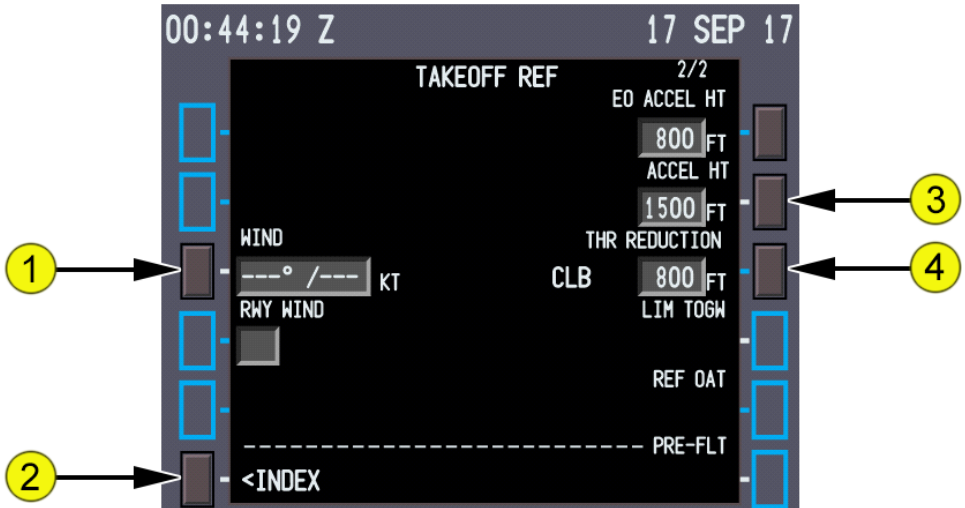 00:44:19 Z 17 SEP 17
TAKEOFF REF 2/2
EO ACCEL HT
800 FT
ACCEL HT
1500 FT
3
WIND THR REDUCTION
1 ---° /--- KT CLB 800 FT 4
RWY WIND LIM TOGW
REF OAT
-------------------------- PRE-FLT
2 <INDEX